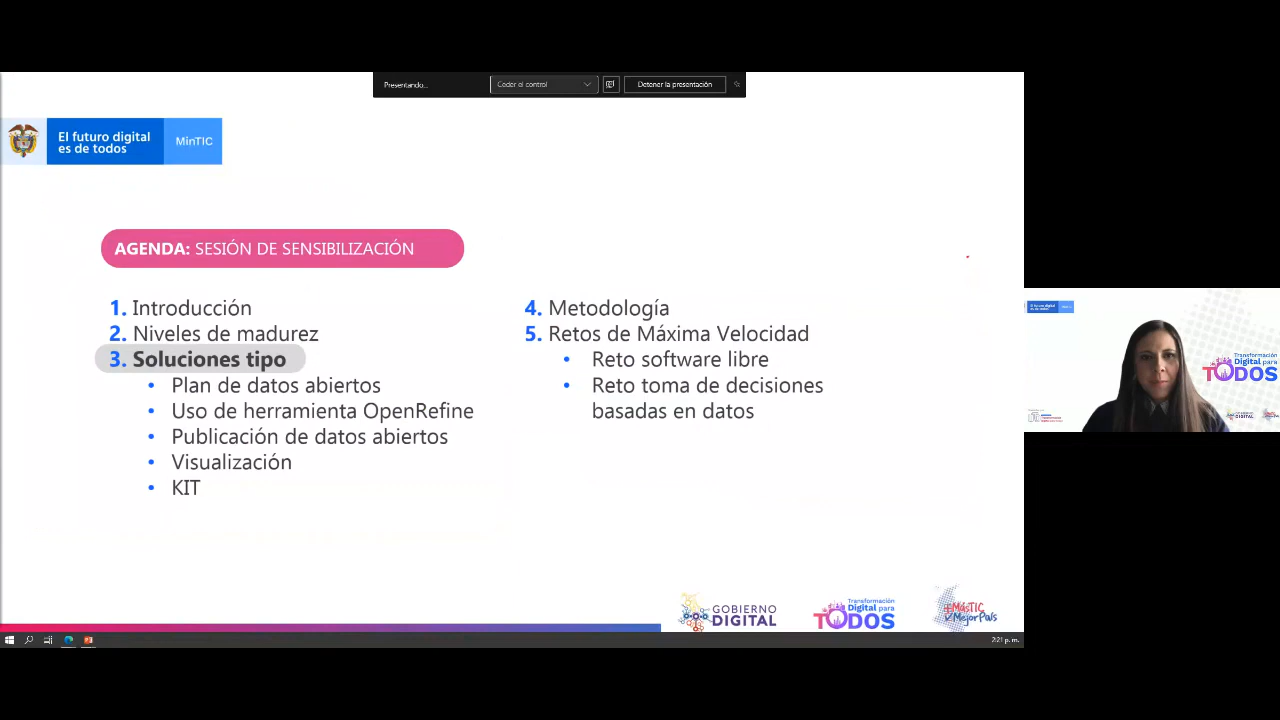 Presentando...
Ceder el control
Detener la presentación
El futuro digital
es de todos
MinTIC
AGENDA: SESIÓN DE SENSIBILIZACIÓN
1. Introducción
2. Niveles de madurez
3. Soluciones tipo
• Plan de datos abiertos
• Uso de herramienta OpenRefine
• Publicación de datos abiertos
• Visualización
• KIT
4. Metodología
5. Retos de Máxima Velocidad
• Reto software libre
• Reto toma de decisiones
basadas en datos
Transformación
Digital para
TODOS
GOBIERNO
DIGITAL
Transformación
Digital para
TODOS
+MásTIC
MejorPaís
2:21 p. m.